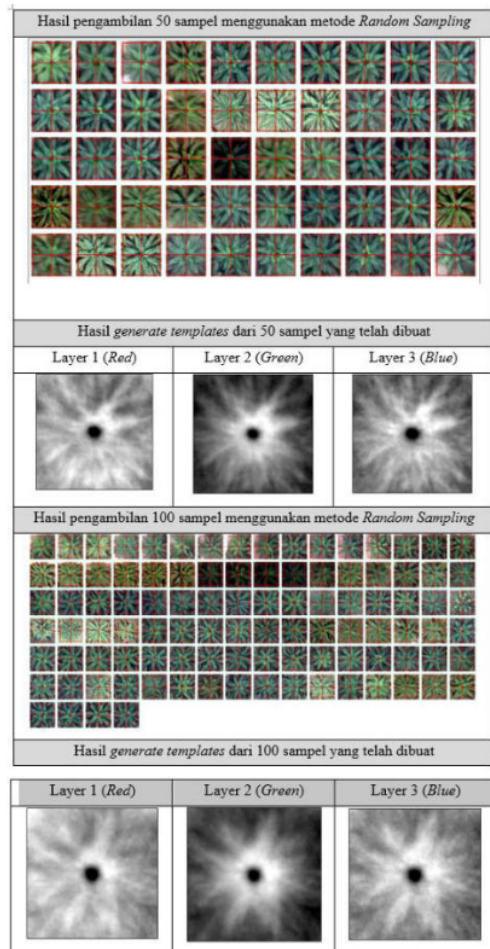 Hasil pengambilan 50 sampel menggunakan metode Random Sampling
Hasil generate templates dari 50 sampel yang telah dibuat
Layer 1 (Red)
Layer 2 (Green)
Layer 3 (Blue)
Hasil pengambilan 100 sampel menggunakan metode Random Sampling
Hasil generate templates dari 100 sampel yang telah dibuat
Layer 1 (Red)
Layer 2 (Green)
Layer 3 (Blue)